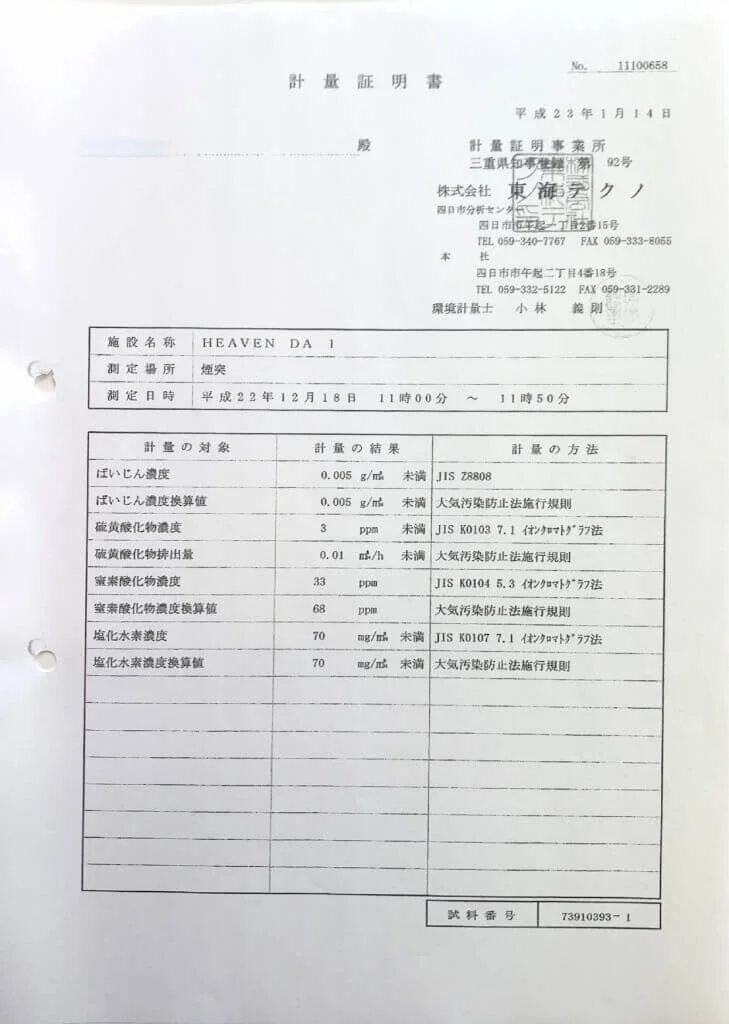 No. 11100658
計量証明書
平成23年1月14日
殿
計量証明事業所
三重県知事登録 第 92号
株式会社 東海テクノ
四日市分析センター
四日市市午起一丁目2番15号
TEL 059-340-7767 FAX 059-333-8055
本社
四日市市午起二丁目4番18号
TEL 059-332-5122 FAX 059-331-2289
環境計量士 小林 義則
施設名称 HEAVEN DA 1
測定場所 煙突
測定日時 平成22年12月18日 11時00分 ~ 11時50分
計量の対象 計量の結果 計量の方法
ばいじん濃度 0.005 g/㎥N 未満 JIS Z8808
ばいじん濃度換算値 0.005 g/㎥N 未満 大気汚染防止法施行規則
硫黄酸化物濃度 3 ppm 未満 JIS K0103 7.1 イオンクロマトグラフ法
硫黄酸化物排出量 0.01 ㎥N/h 未満 大気汚染防止法施行規則
窒素酸化物濃度 33 ppm JIS K0104 5.3 イオンクロマトグラフ法
窒素酸化物濃度換算値 68 ppm 大気汚染防止法施行規則
塩化水素濃度 70 mg/㎥N 未満 JIS K0107 7.1 イオンクロマトグラフ法
塩化水素濃度換算値 70 mg/㎥N 未満 大気汚染防止法施行規則
試料番号 73910393-1